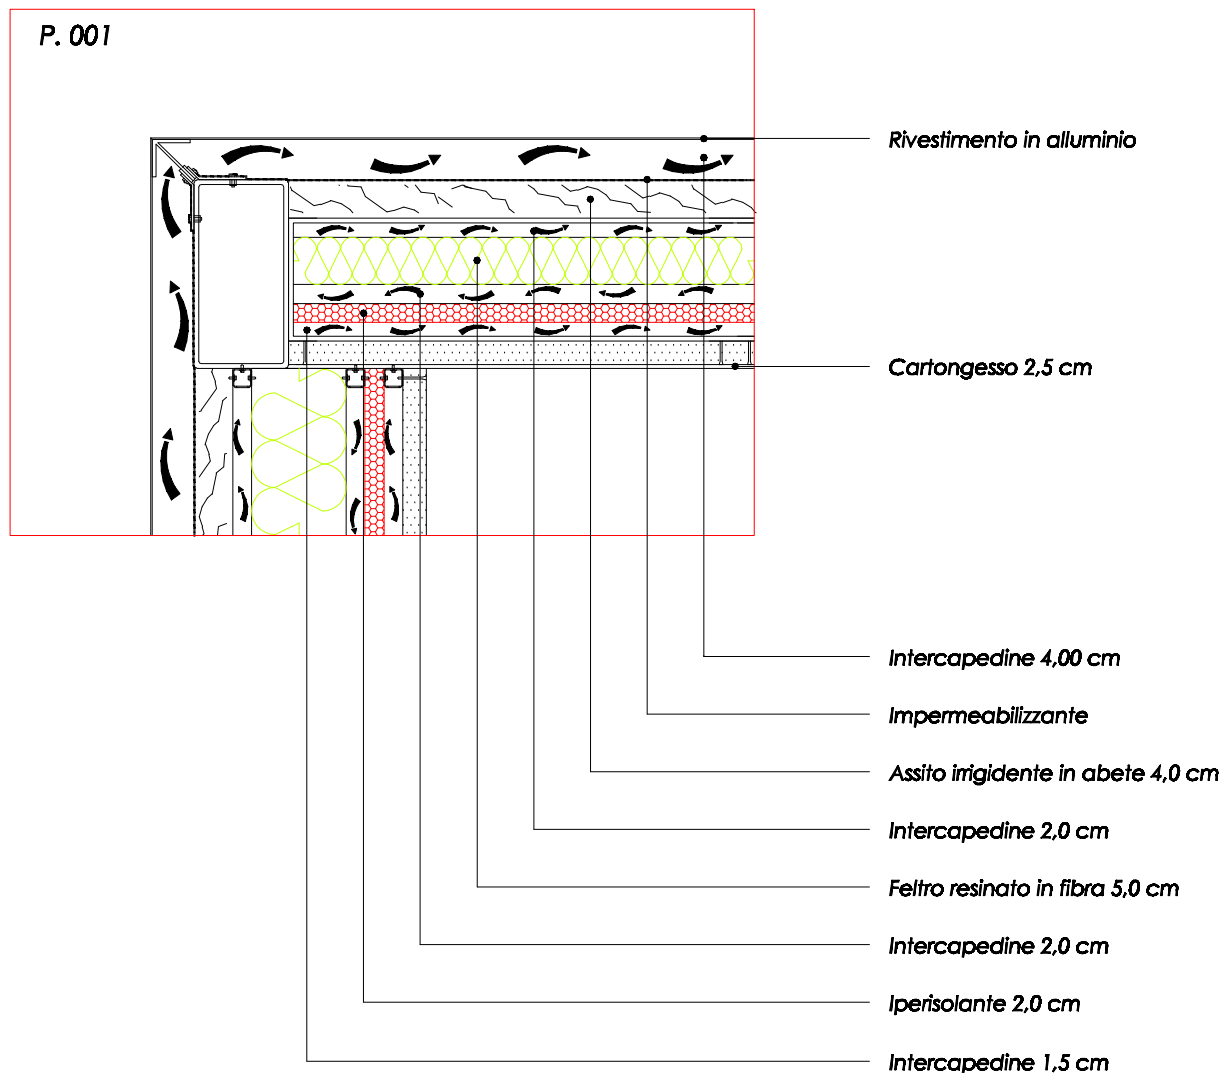 P. 001
Rivestimento in alluminio
Cartongesso 2,5 cm
Intercapedine 4,00 cm
Impermeabilizzante
Assito irrigidente in abete 4,0 cm
Intercapedine 2,0 cm
Feltro resinato in fibra 5,0 cm
Intercapedine 2,0 cm
Iperisolante 2,0 cm
Intercapedine 1,5 cm